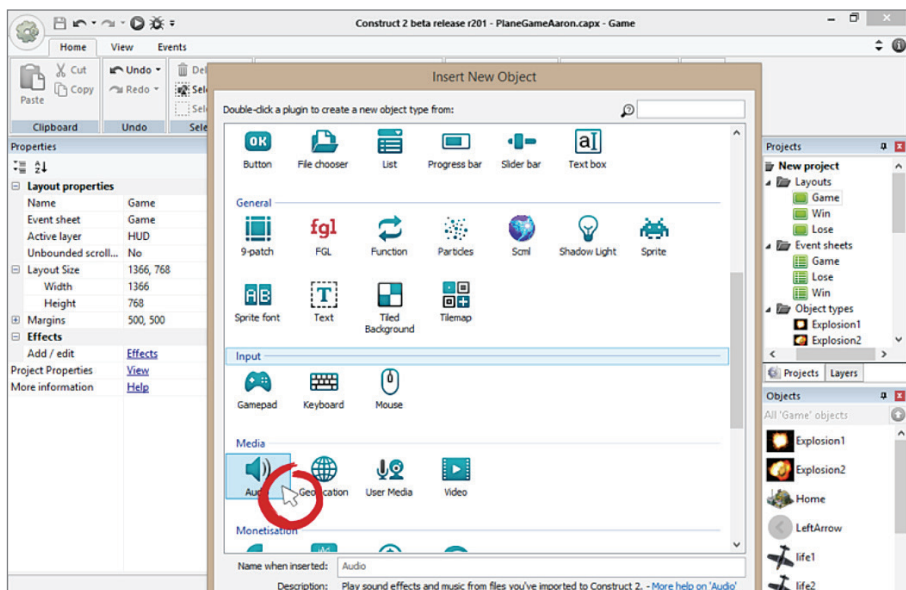 Construct 2 beta release r201 - PlaneGameAaron.capx - Game
Home View Events
Cut
Copy
Paste
Undo
Redo
Del
Sel
Sel
Clipboard Undo Sele
Insert New Object
Double-click a plugin to create a new object type from:
OK
Button File chooser List Progress bar Slider bar Text box
General
fgl
9-patch FGL Function Particles Scml Shadow Light Sprite
Sprite font Text Tiled Background Tilemap
Input
Gamepad Keyboard Mouse
Media
Audio Geolocation User Media Video
Monetisation
Name when inserted: Audio
Description: Play sound effects and music from files you've imported to Construct 2. - More help on 'Audio'
Properties
Layout properties
Name Game
Event sheet Game
Active layer HUD
Unbounded scroll... No
Layout Size 1366, 768
Width 1366
Height 768
Margins 500, 500
Effects
Add / edit Effects
Project Properties View
More information Help
Projects
New project
Layouts
Game
Win
Lose
Event sheets
Game
Lose
Win
Object types
Explosion1
Explosion2
Projects Layers
Objects
All 'Game' objects
Explosion1
Explosion2
Home
LeftArrow
life1
life2